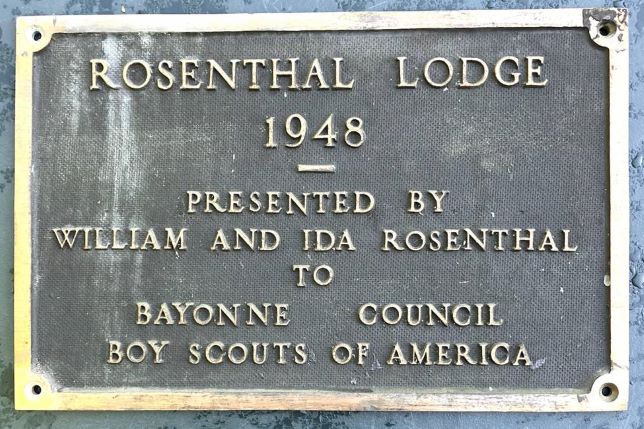 ROSENTHAL LODGE
1948
PRESENTED BY
WILLIAM AND IDA ROSENTHAL
TO
BAYONNE COUNCIL
BOY SCOUTS OF AMERICA